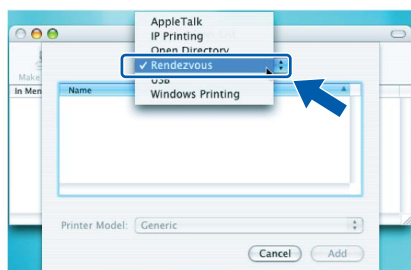 AppleTalk
IP Printing
Open Directory
✓ Rendezvous
USB
Windows Printing
Make
In Men
Name
Printer Model: Generic
Cancel Add